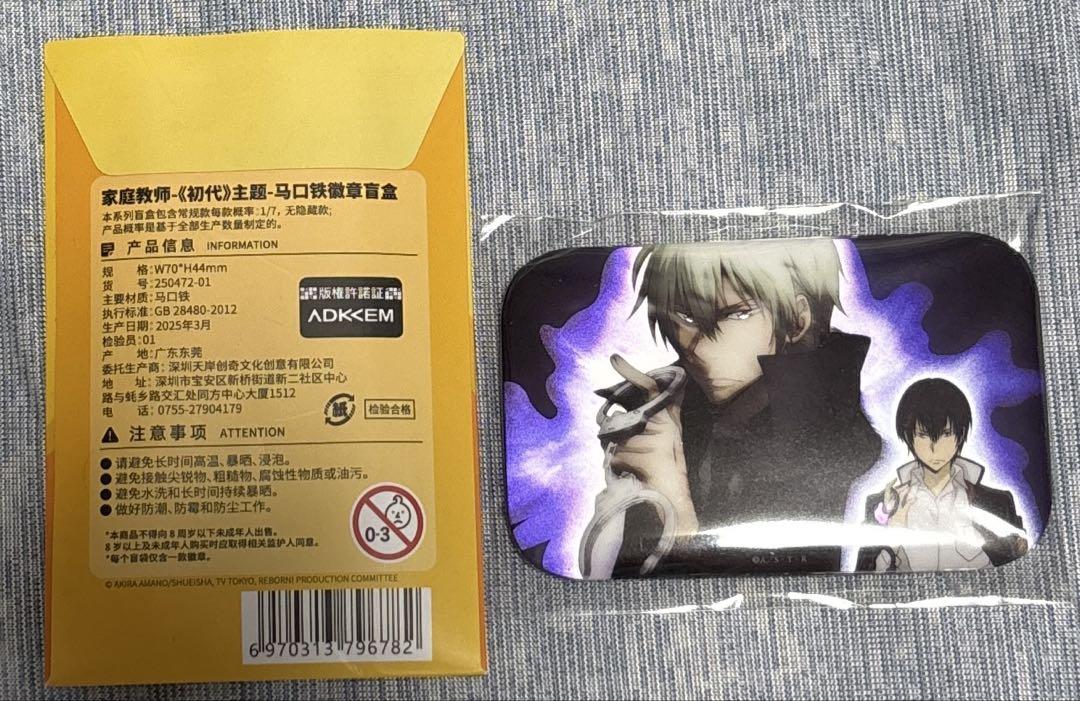 家庭教师-《初代》主题-马口铁徽章盲盒
本系列盲盒包含常规款每款概率：1/7，无隐藏款；
产品概率是基于全部生产数量制定的。
产品信息 INFORMATION
规 格：W70*H44mm
货 号：250472-01
主要材质：马口铁
执行标准：GB 28480-2012
生产日期：2025年3月
检验员：01
产 地：广东东莞
委托生产商：深圳天岸创奇文化创意有限公司
地 址：深圳市宝安区新桥街道新二社区中心
路与蚝乡路交汇处同方中心大厦1512
电 话：0755-27904179
版權許諾証
ADKEM
紙
检验合格
注意事项 ATTENTION
●请避免长时间高温、暴晒、浸泡。
●避免接触尖锐物、粗糙物、腐蚀性物质或油污。
●避免水洗和长时间持续暴晒。
●做好防潮、防霉和防尘工作。
0-3
*本商品不得向 8 周岁以下未成年人出售。
8 岁以上及未成年人购买时应取得相关监护人同意。
*每个盲袋仅含一款徽章。
© AKIRA AMANO/SHUEISHA, TV TOKYO, REBORN! PRODUCTION COMMITTEE
6 970313 796782
©A,S,T,R